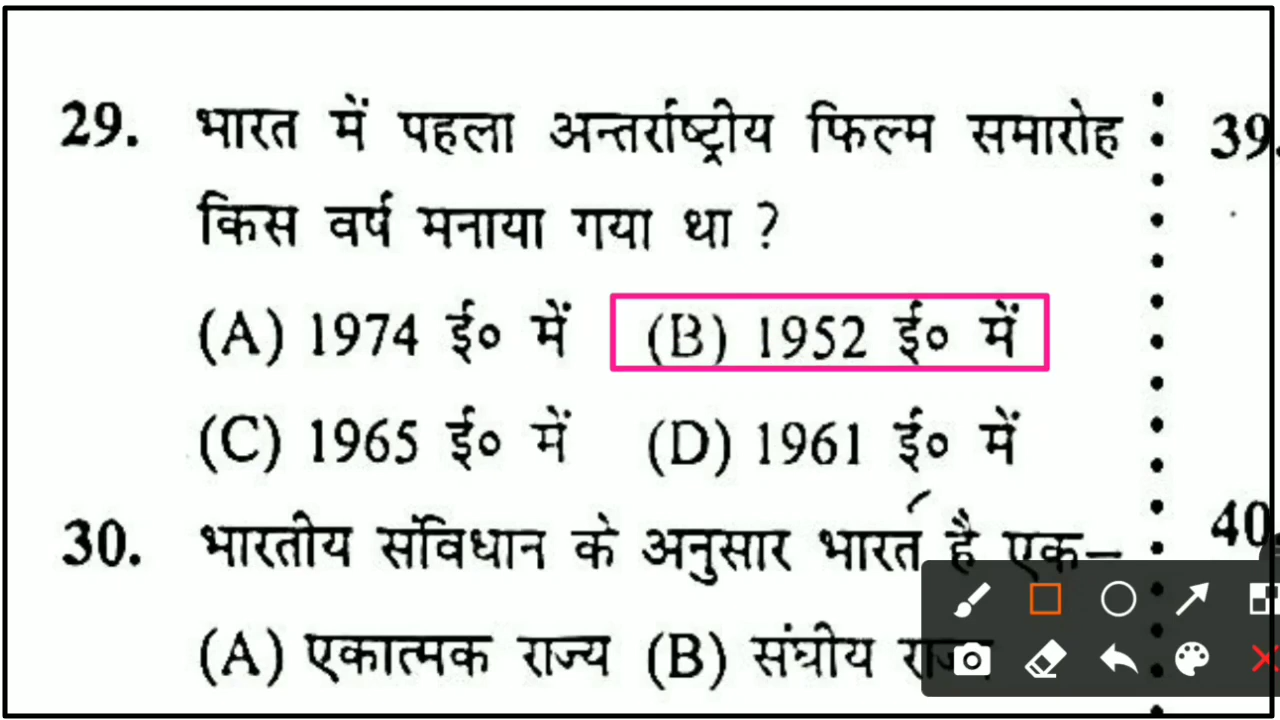 29. भारत में पहला अन्तर्राष्ट्रीय फिल्म समारोह
किस वर्ष मनाया गया था ?
(A) 1974 ई० में (B) 1952 ई० में
(C) 1965 ई० में (D) 1961 ई० में
30. भारतीय संविधान के अनुसार भारत है एक–
(A) एकात्मक राज्य (B) संघीय
39.
40.